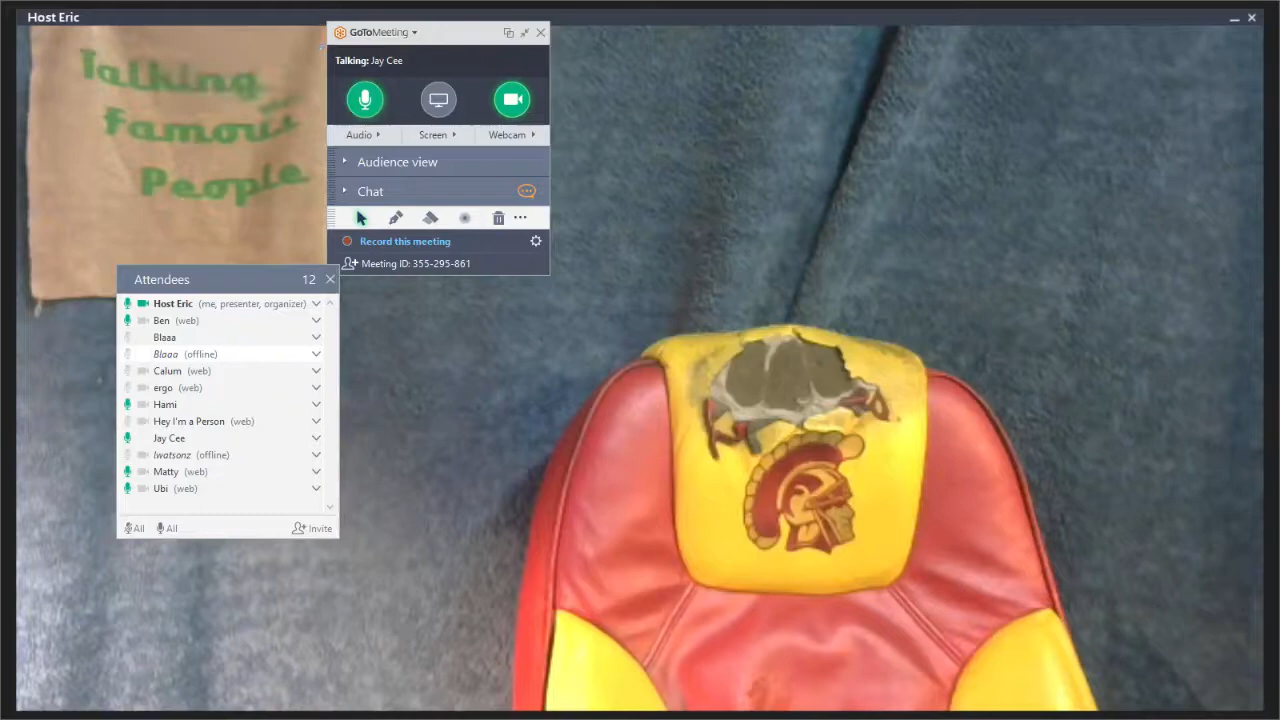 Host Eric
Talking
Famous
People
GoToMeeting
Talking: Jay Cee
Audio
Screen
Webcam
Audience view
Chat
Record this meeting
Meeting ID: 355-295-861
Attendees 12
Host Eric (me, presenter, organizer)
Ben (web)
Blaaa
Blaaa (offline)
Calum (web)
ergo (web)
Hami
Hey I'm a Person (web)
Jay Cee
lwatsonz (offline)
Matty (web)
Ubi (web)
All All Invite